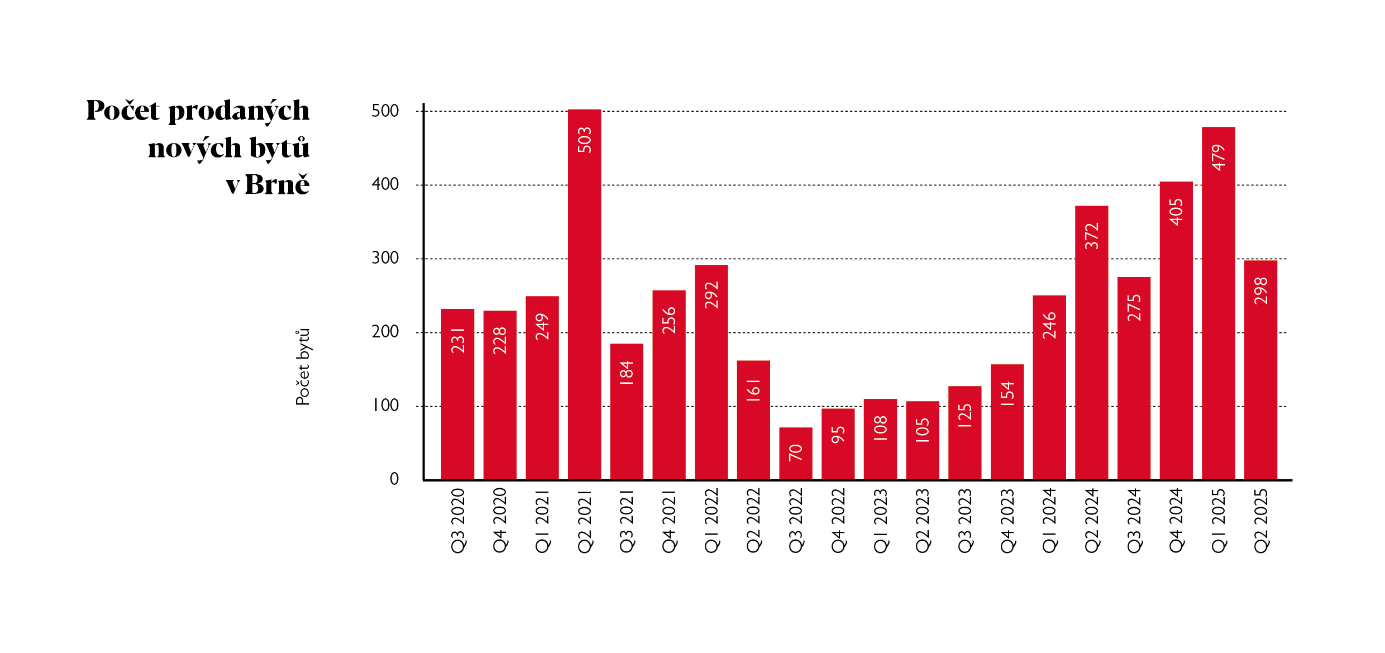 Počet prodaných
nových bytů
v Brně
Počet bytů
500
400
300
200
100
0
231
228
249
503
184
256
292
161
70
95
108
105
125
154
246
372
275
405
479
298
Q3 2020
Q4 2020
Q1 2021
Q2 2021
Q3 2021
Q4 2021
Q1 2022
Q2 2022
Q3 2022
Q4 2022
Q1 2023
Q2 2023
Q3 2023
Q4 2023
Q1 2024
Q2 2024
Q3 2024
Q4 2024
Q1 2025
Q2 2025